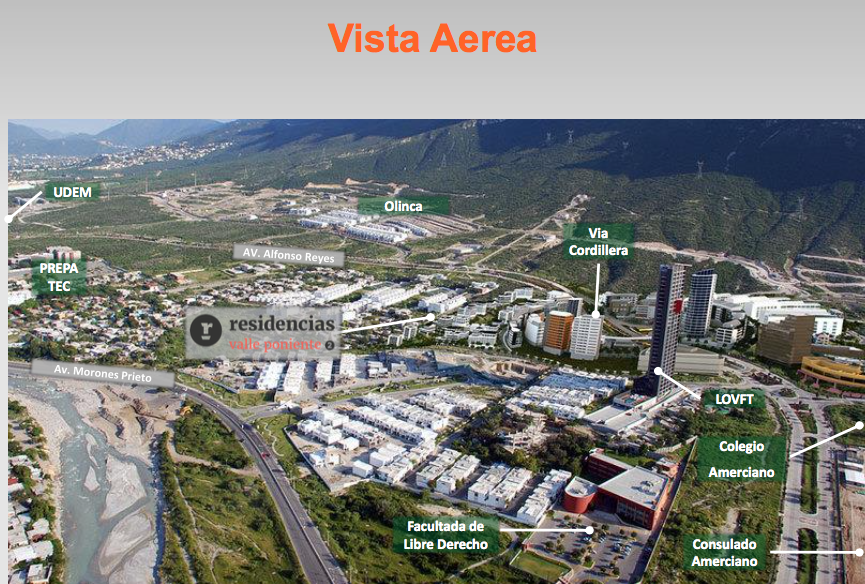 Vista Aerea
UDEM
Olinca
Via
Cordillera
AV. Alfonso Reyes
PREPA
TEC
r residencias
valle poniente
Av. Morones Prieto
LOVFT
Colegio
Amerciano
Facultada de
Libre Derecho
Consulado
Amerciano